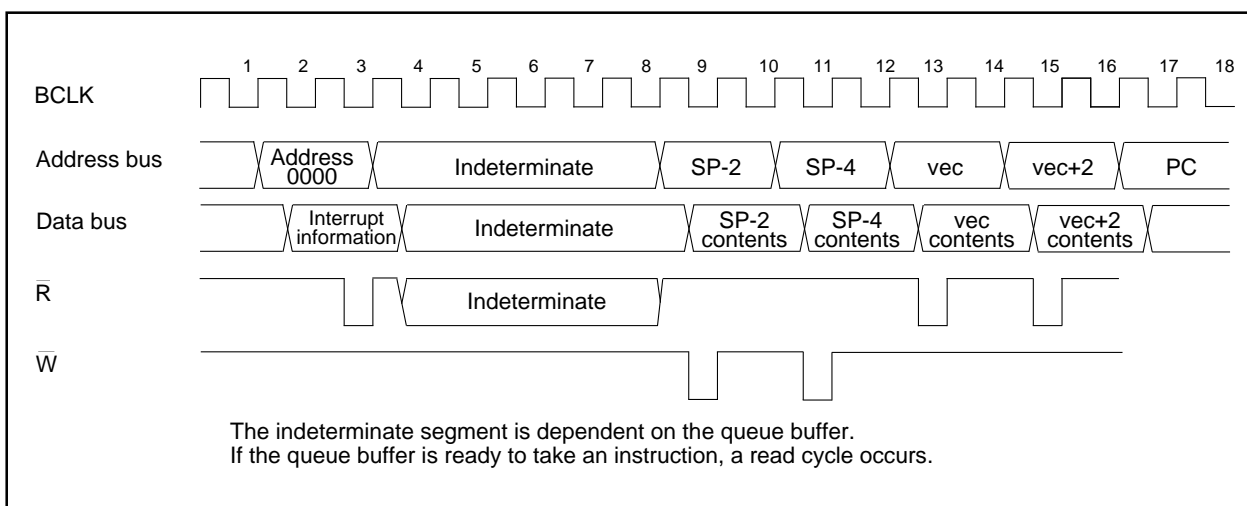 1 2 3 4 5 6 7 8 9 10 11 12 13 14 15 16 17 18
BCLK
Address bus
Address
0000
Indeterminate
SP-2
SP-4
vec
vec+2
PC
Data bus
Interrupt
information
Indeterminate
SP-2
contents
SP-4
contents
vec
contents
vec+2
contents
R̅
Indeterminate
W̅
The indeterminate segment is dependent on the queue buffer.
If the queue buffer is ready to take an instruction, a read cycle occurs.